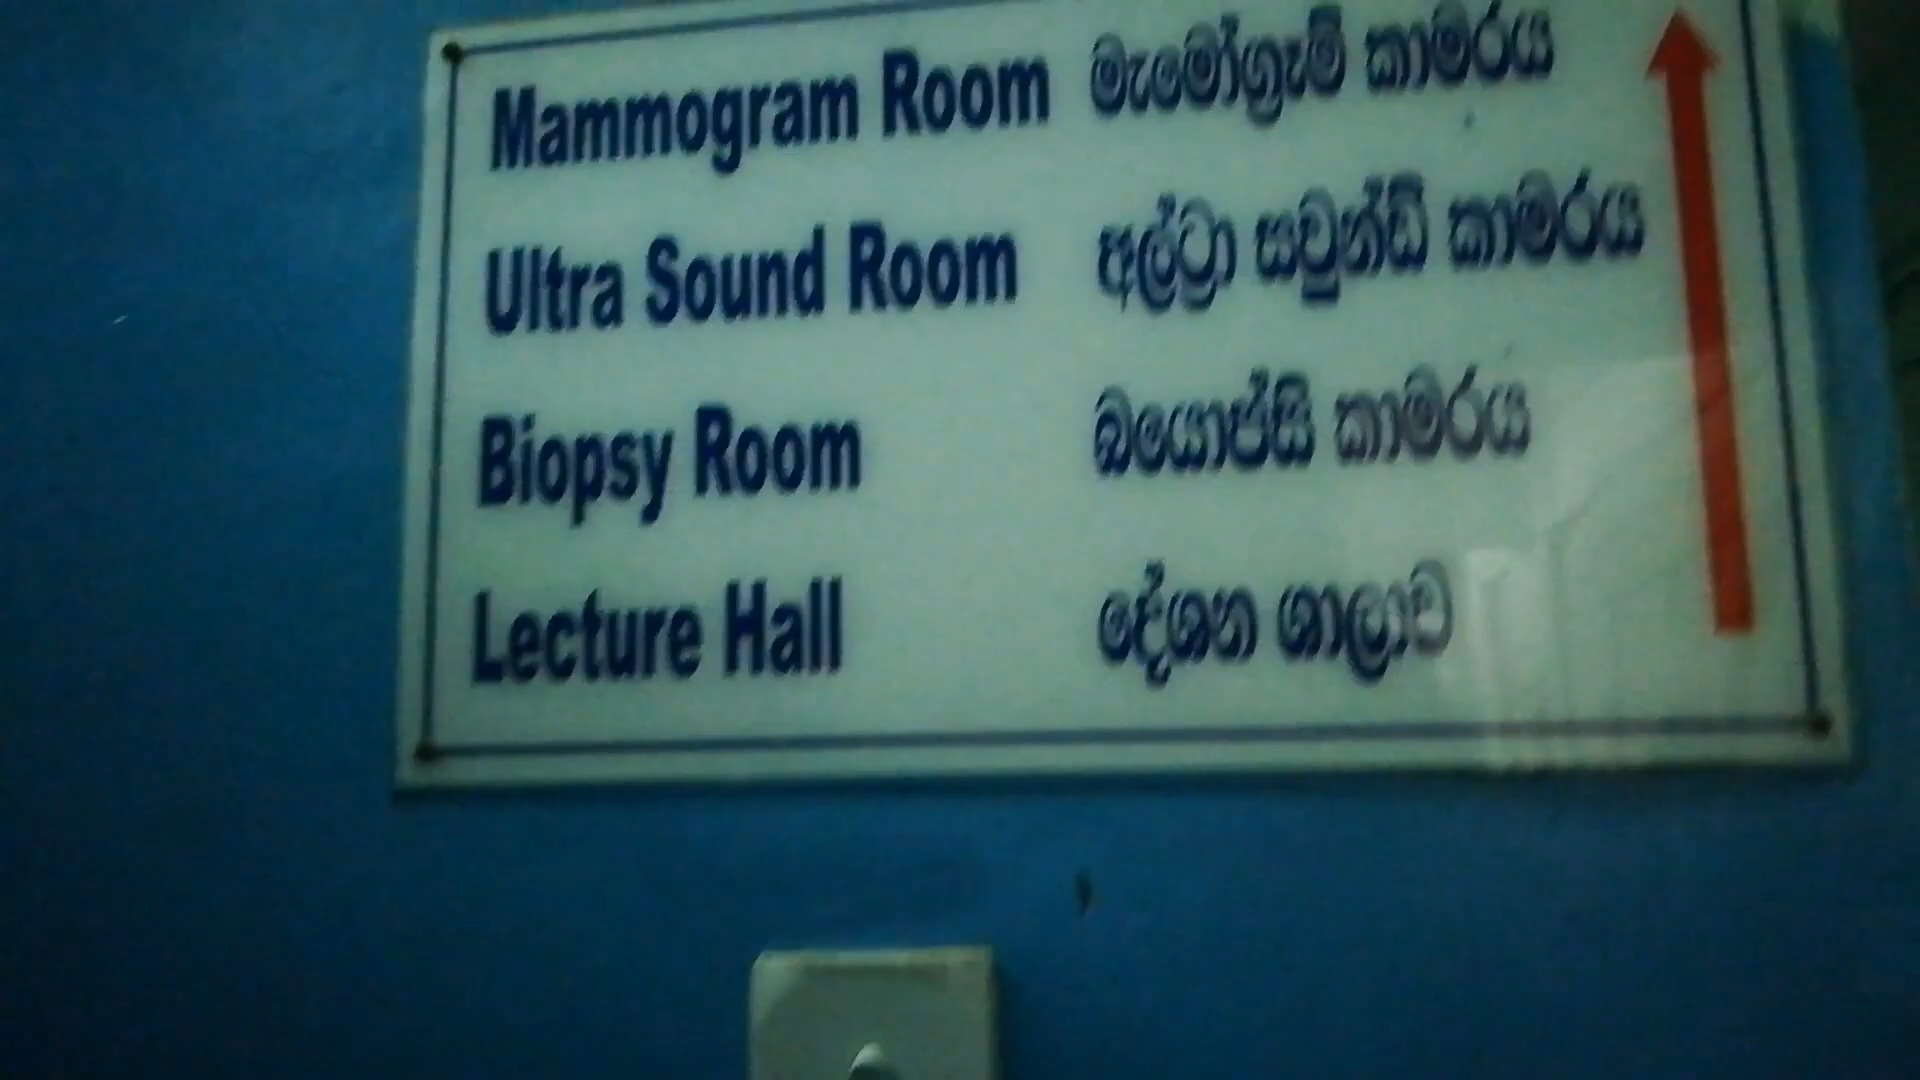 Mammogram Room මැමෝග්‍රෑම් කාමරය
Ultra Sound Room අල්ට්‍රා සවුන්ඩ් කාමරය
Biopsy Room බයොප්සි කාමරය
Lecture Hall දේශන ශාලාව